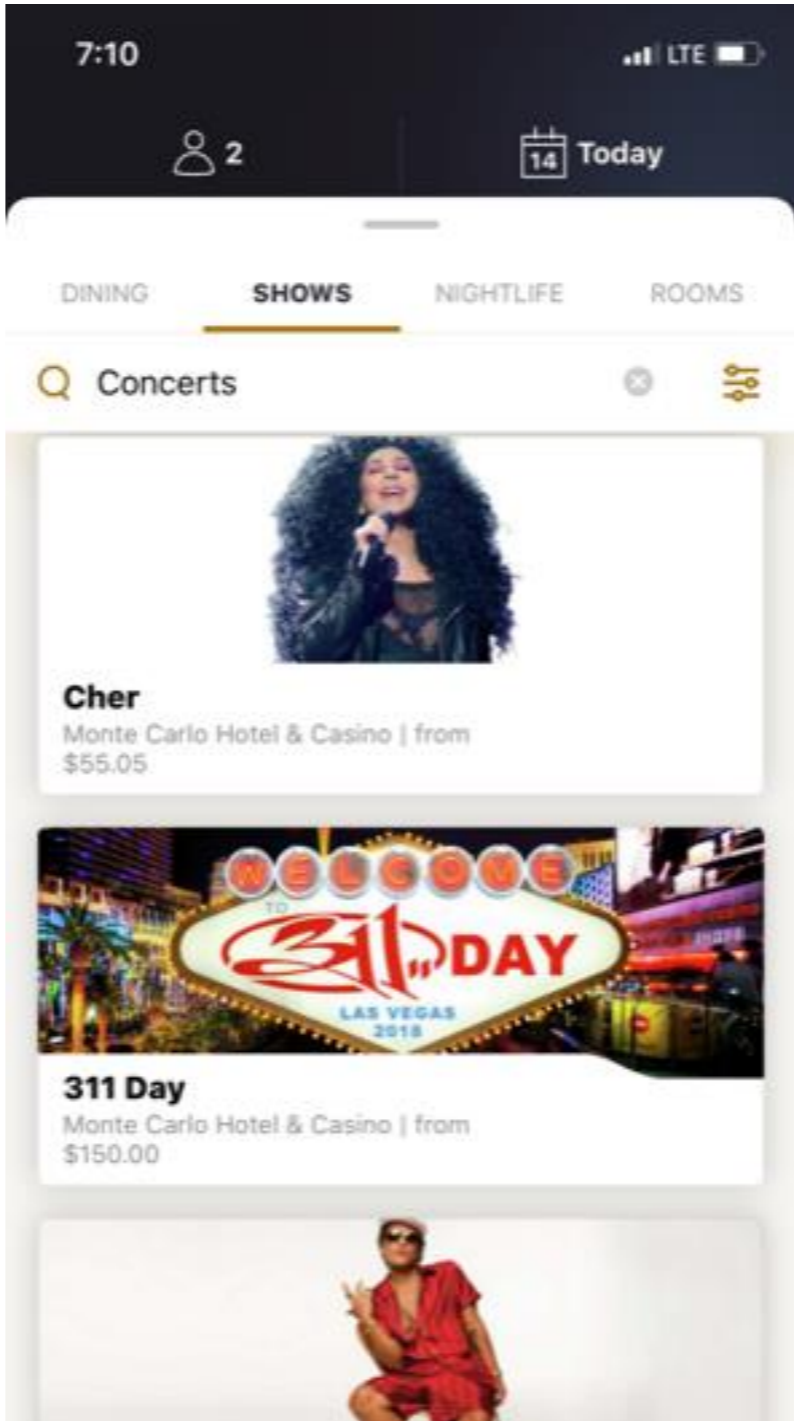 7:10
LTE
2
14 Today
DINING SHOWS NIGHTLIFE ROOMS
Concerts
Cher
Monte Carlo Hotel & Casino | from
$55.05
WELCOME
TO
311 DAY
LAS VEGAS
2018
311 Day
Monte Carlo Hotel & Casino | from
$150.00